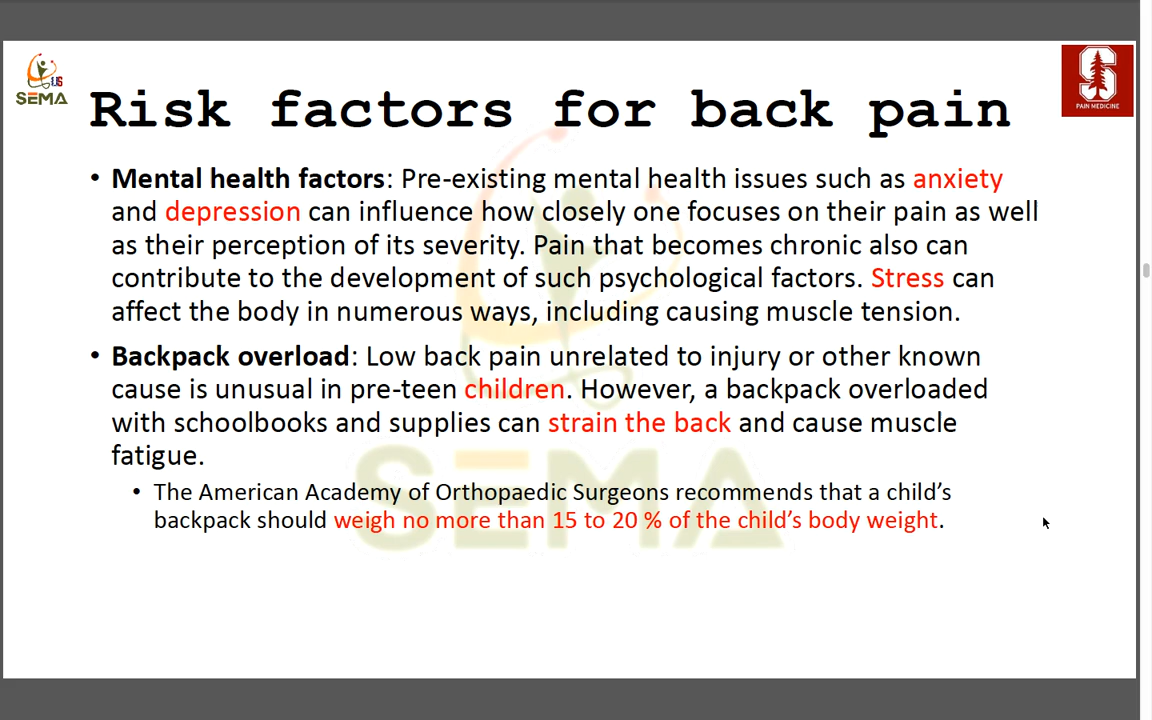 US
SEMA
PAIN MEDICINE
Risk factors for back pain
• Mental health factors: Pre-existing mental health issues such as anxiety
and depression can influence how closely one focuses on their pain as well
as their perception of its severity. Pain that becomes chronic also can
contribute to the development of such psychological factors. Stress can
affect the body in numerous ways, including causing muscle tension.
• Backpack overload: Low back pain unrelated to injury or other known
cause is unusual in pre-teen children. However, a backpack overloaded
with schoolbooks and supplies can strain the back and cause muscle
fatigue.
• The American Academy of Orthopaedic Surgeons recommends that a child’s
backpack should weigh no more than 15 to 20 % of the child’s body weight.
SEMA